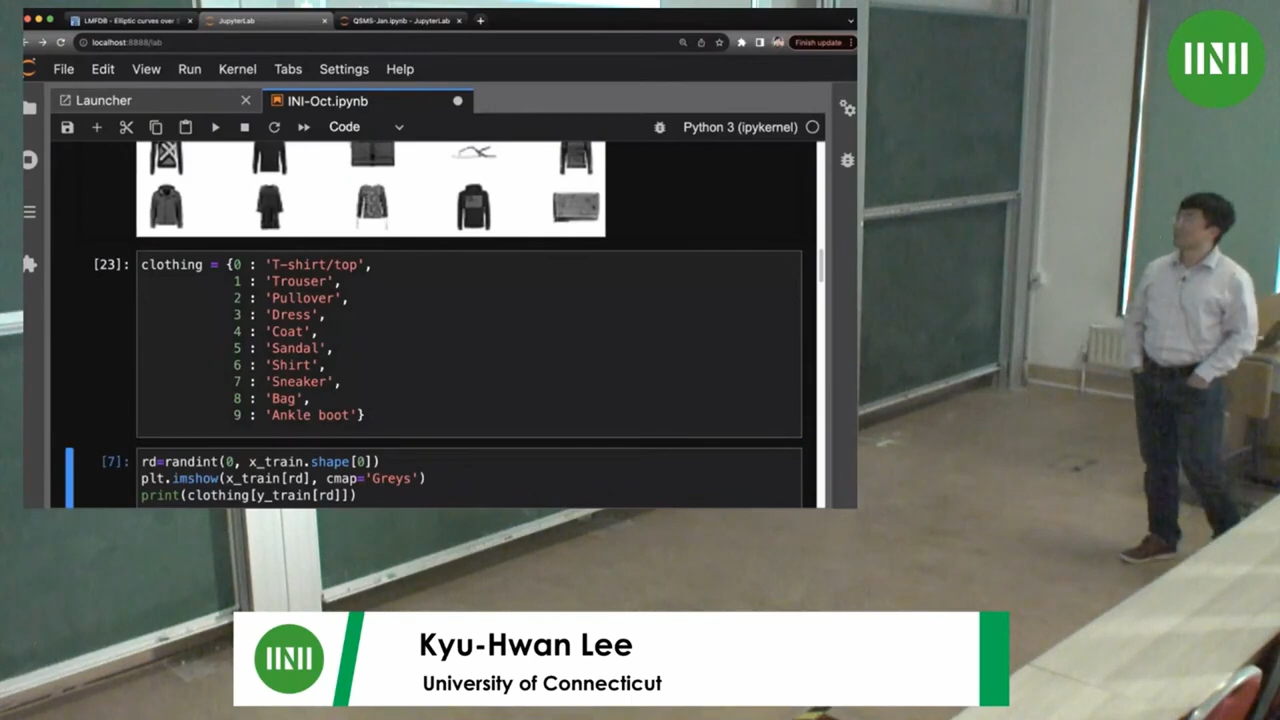 LMFDB - Elliptic curves over
JupyterLab
QSMS-Jan.ipynb - JupyterLab
localhost:8888/lab
Finish update
File Edit View Run Kernel Tabs Settings Help
Launcher
INI-Oct.ipynb
Code
Python 3 (ipykernel)
[23]: clothing = {0 : 'T-shirt/top',
1 : 'Trouser',
2 : 'Pullover',
3 : 'Dress',
4 : 'Coat',
5 : 'Sandal',
6 : 'Shirt',
7 : 'Sneaker',
8 : 'Bag',
9 : 'Ankle boot'}
[7]: rd=randint(0, x_train.shape[0])
plt.imshow(x_train[rd], cmap='Greys')
print(clothing[y_train[rd]])
INI
INI
Kyu-Hwan Lee
University of Connecticut